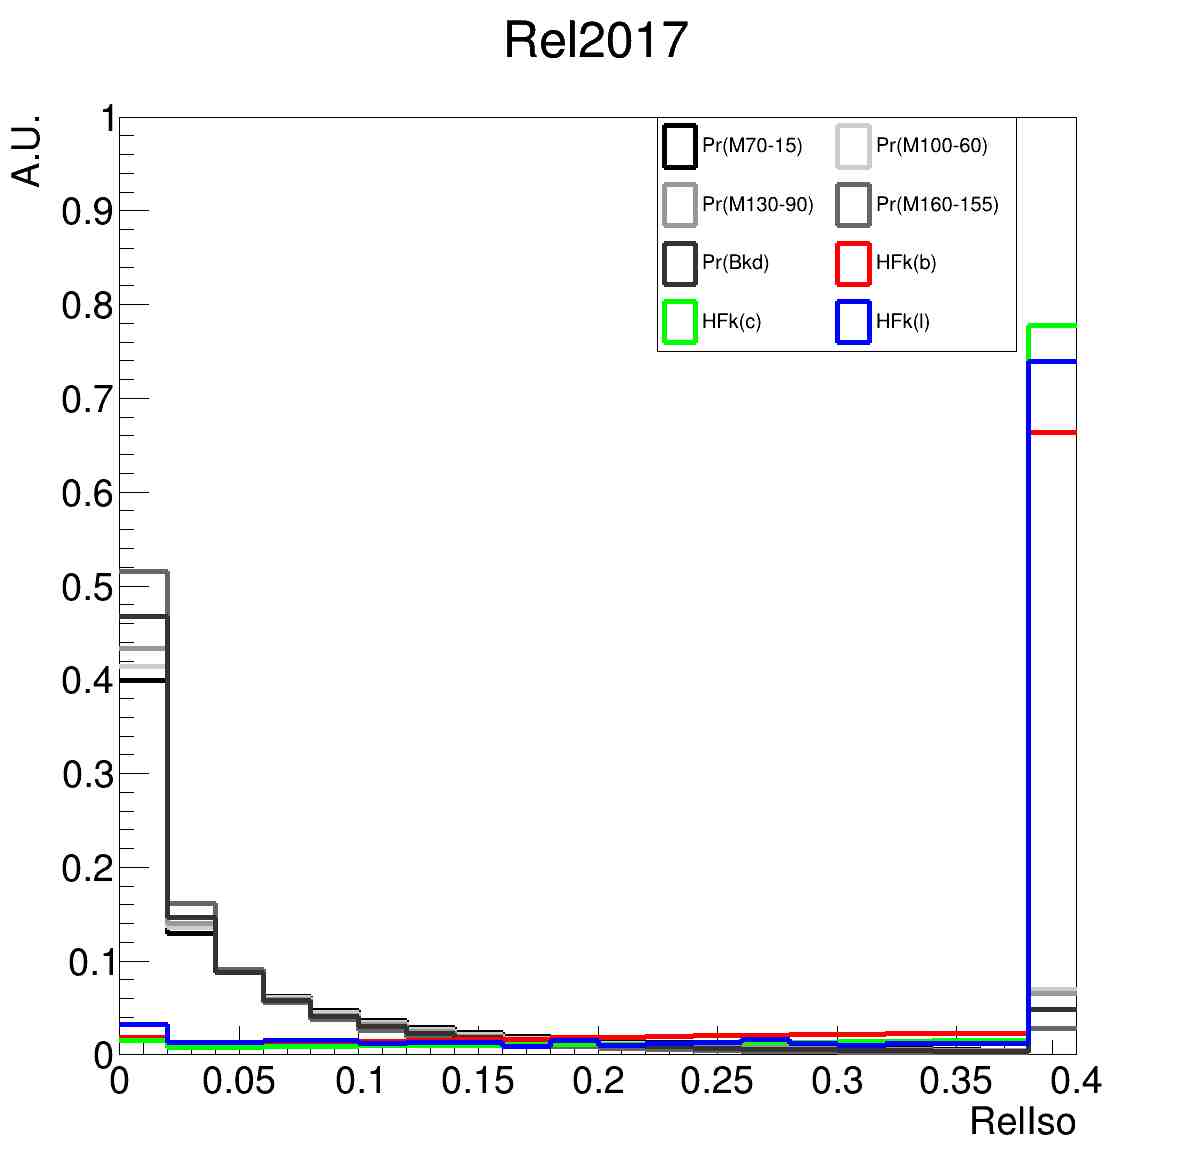 Rel2017
A.U.
1
0.9
0.8
0.7
0.6
0.5
0.4
0.3
0.2
0.1
0
Pr(M70-15) Pr(M100-60)
Pr(M130-90) Pr(M160-155)
Pr(Bkd) HFk(b)
HFk(c) HFk(l)
0 0.05 0.1 0.15 0.2 0.25 0.3 0.35 0.4
RelIso